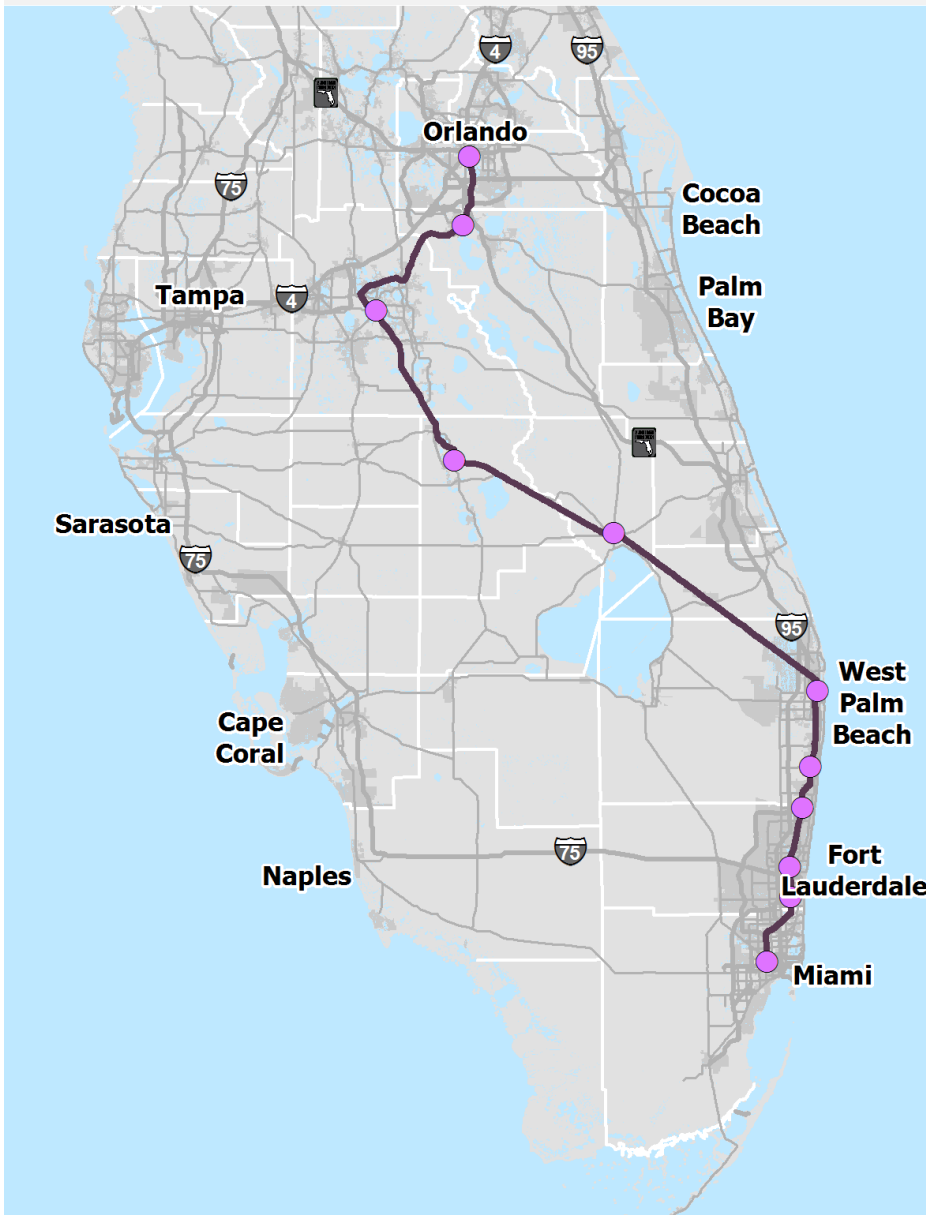 4
95
Orlando
75
Cocoa
Beach
Tampa
4
Palm
Bay
Sarasota
75
95
West
Palm
Beach
Cape
Coral
75
Fort
Lauderdale
Naples
Miami